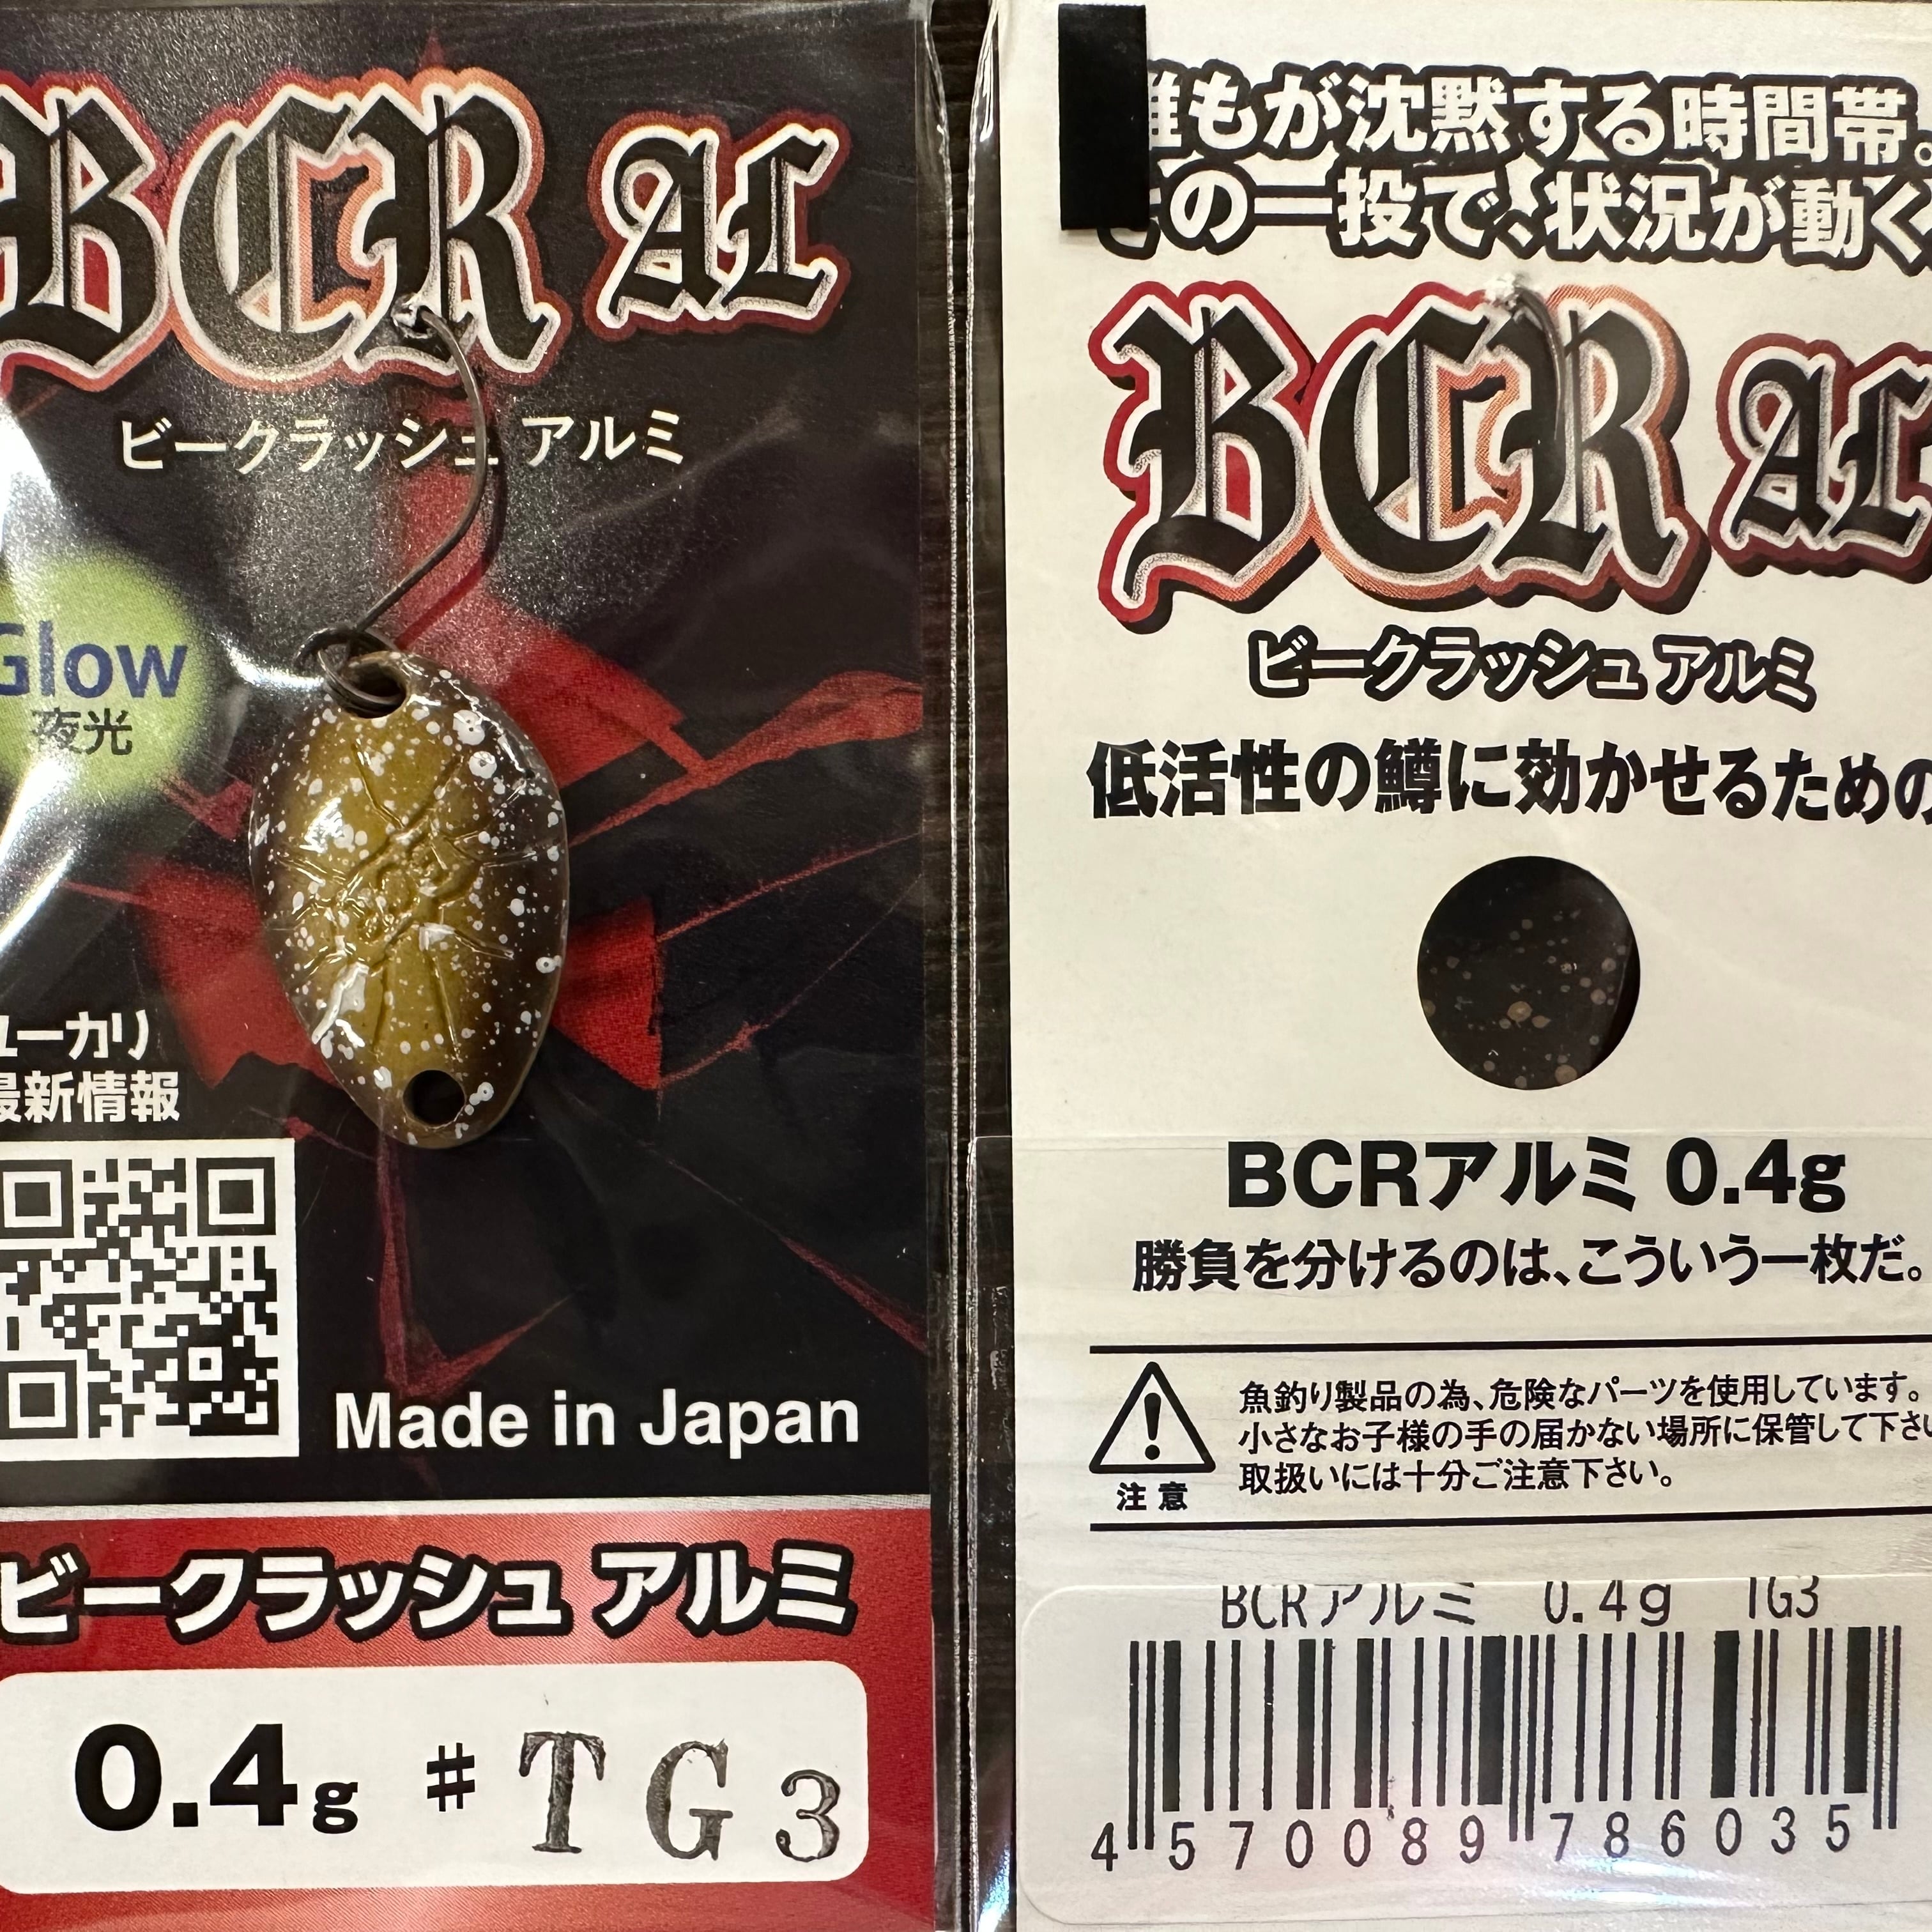 BCR AL
ビークラッシュ アルミ
Glow
夜光
ユーカリ
最新情報
Made in Japan
ビークラッシュ アルミ
0.4g # TG3
誰もが沈黙する時間帯。
その一投で、状況が動く
BCR AL
ビークラッシュ アルミ
低活性の鱒に効かせるための
BCRアルミ 0.4g
勝負を分けるのは、こういう一枚だ。
魚釣り製品の為、危険なパーツを使用しています。
小さなお子様の手の届かない場所に保管して下さい
取扱いには十分ご注意下さい。
注意
BCRアルミ 0.4g TG3
4 570089 786035